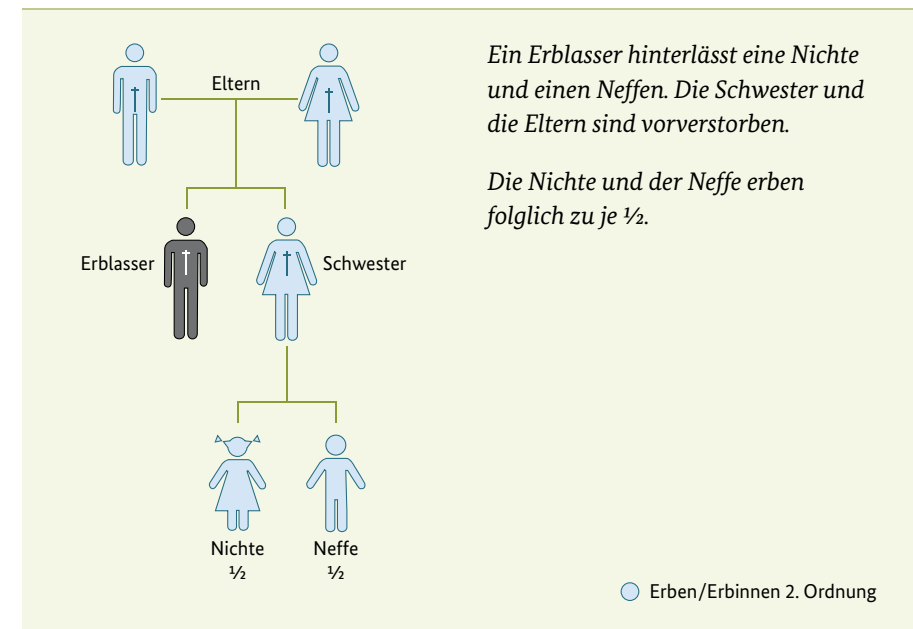 Eltern
Ein Erblasser hinterlässt eine Nichte
und einen Neffen. Die Schwester und
die Eltern sind vorverstorben.
Die Nichte und der Neffe erben
folglich zu je ½.
Erblasser
Schwester
Nichte
½
Neffe
½
Erben/Erbinnen 2. Ordnung